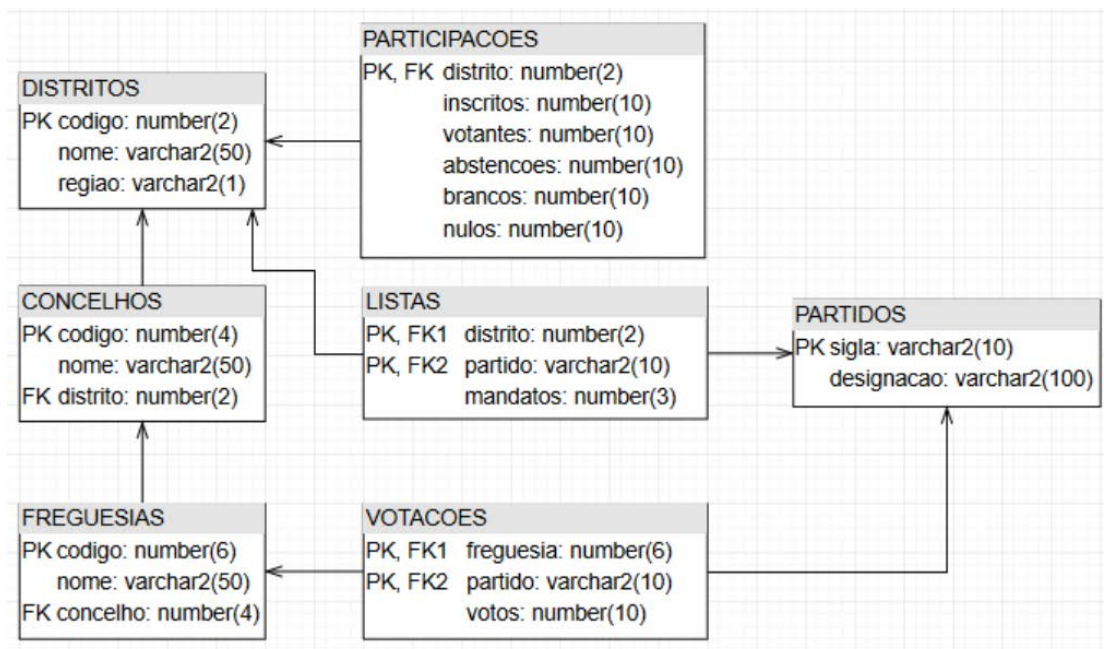 DISTRITOS
PK codigo: number(2)
nome: varchar2(50)
regiao: varchar2(1)
PARTICIPACOES
PK, FK distrito: number(2)
inscritos: number(10)
votantes: number(10)
abstencoes: number(10)
brancos: number(10)
nulos: number(10)
CONCELHOS
PK codigo: number(4)
nome: varchar2(50)
FK distrito: number(2)
LISTAS
PK, FK1 distrito: number(2)
PK, FK2 partido: varchar2(10)
mandatos: number(3)
PARTIDOS
PK sigla: varchar2(10)
designacao: varchar2(100)
FREGUESIAS
PK codigo: number(6)
nome: varchar2(50)
FK concelho: number(4)
VOTACOES
PK, FK1 freguesia: number(6)
PK, FK2 partido: varchar2(10)
votos: number(10)